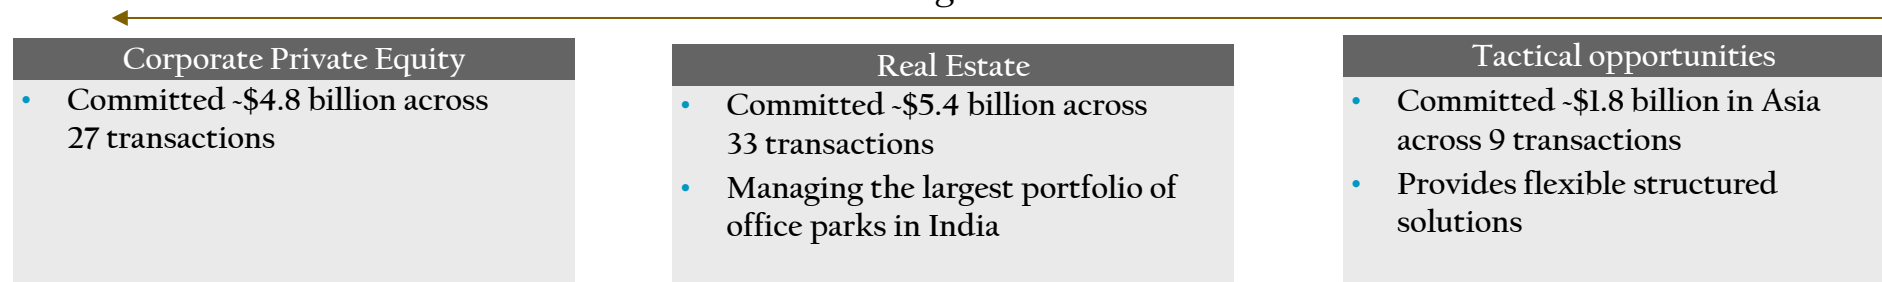 Corporate Private Equity
• Committed ~$4.8 billion across
27 transactions
Real Estate
• Committed ~$5.4 billion across
33 transactions
• Managing the largest portfolio of
office parks in India
Tactical opportunities
• Committed ~$1.8 billion in Asia
across 9 transactions
• Provides flexible structured
solutions